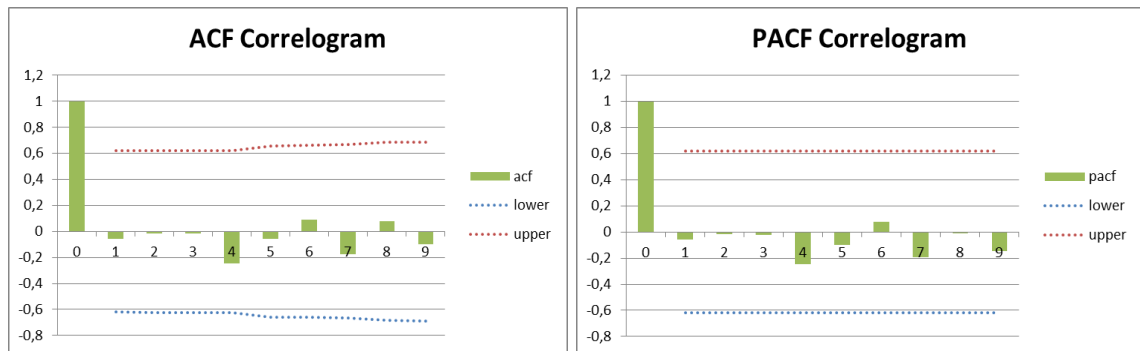 ACF Correlogram
1,2
1
0,8
0,6
0,4
0,2
0
-0,2
-0,4
-0,6
-0,8
0 1 2 3 4 5 6 7 8 9
acf
lower
upper
PACF Correlogram
1,2
1
0,8
0,6
0,4
0,2
0
-0,2
-0,4
-0,6
-0,8
0 1 2 3 4 5 6 7 8 9
pacf
lower
upper